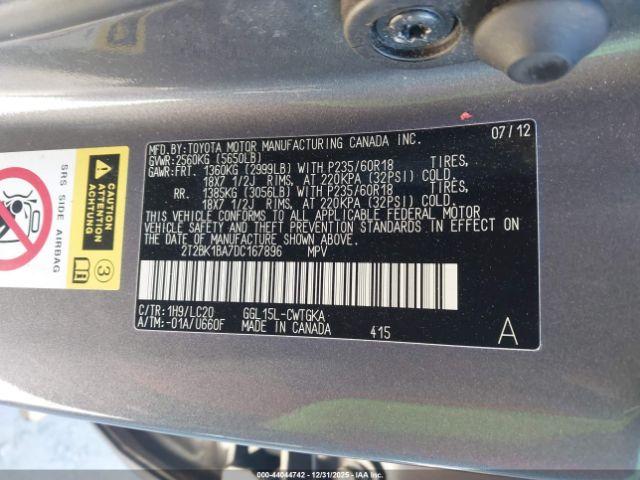 MFD.BY: TOYOTA MOTOR MANUFACTURING CANADA INC. 07/12
GVWR: 2560KG (5650LB)
GAWR: FRT. 1360KG (2999LB) WITH P235/60R18 TIRES,
18X7 1/2J RIMS, AT 220KPA (32PSI) COLD.
RR. 1385KG (3056LB) WITH P235/60R18 TIRES,
18X7 1/2J RIMS, AT 220KPA (32PSI) COLD.
THIS VEHICLE CONFORMS TO ALL APPLICABLE FEDERAL MOTOR
VEHICLE SAFETY AND THEFT PREVENTION STANDARDS IN EFFECT ON
THE DATE OF MANUFACTURE SHOWN ABOVE.
2T2BK1BA7DC167896 MPV
C/TR: 1H9/LC20 GGL15L-CWTGKA
A/TM: -01A/U660F MADE IN CANADA 415 A
SRS SIDE AIRBAG
CAUTION
ATTENTION
ACHTUNG
3
© IAA - 44044742 - 12/31/2025 - IAAI.COM